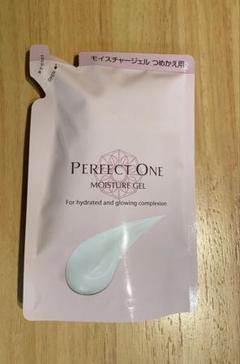 モイスチャージェル つめかえ用
PERFECT ONE
MOISTURE GEL
For hydrated and glowing complexion